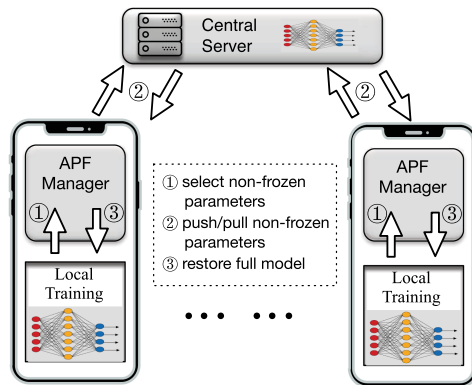 Central
Server
②
②
APF
Manager
①
③
Local
Training
① select non-frozen
parameters
② push/pull non-frozen
parameters
③ restore full model
... ...
APF
Manager
①
③
Local
Training